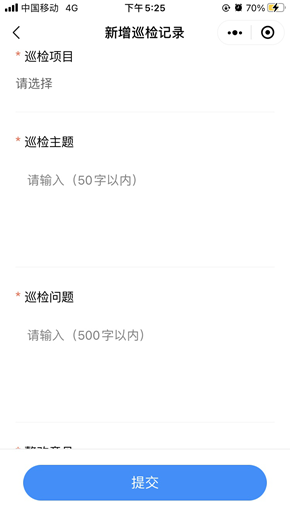 中国移动 4G 下午5:25 70%
新增巡检记录
* 巡检项目
请选择
* 巡检主题
请输入（50字以内）
* 巡检问题
请输入（500字以内）
提交